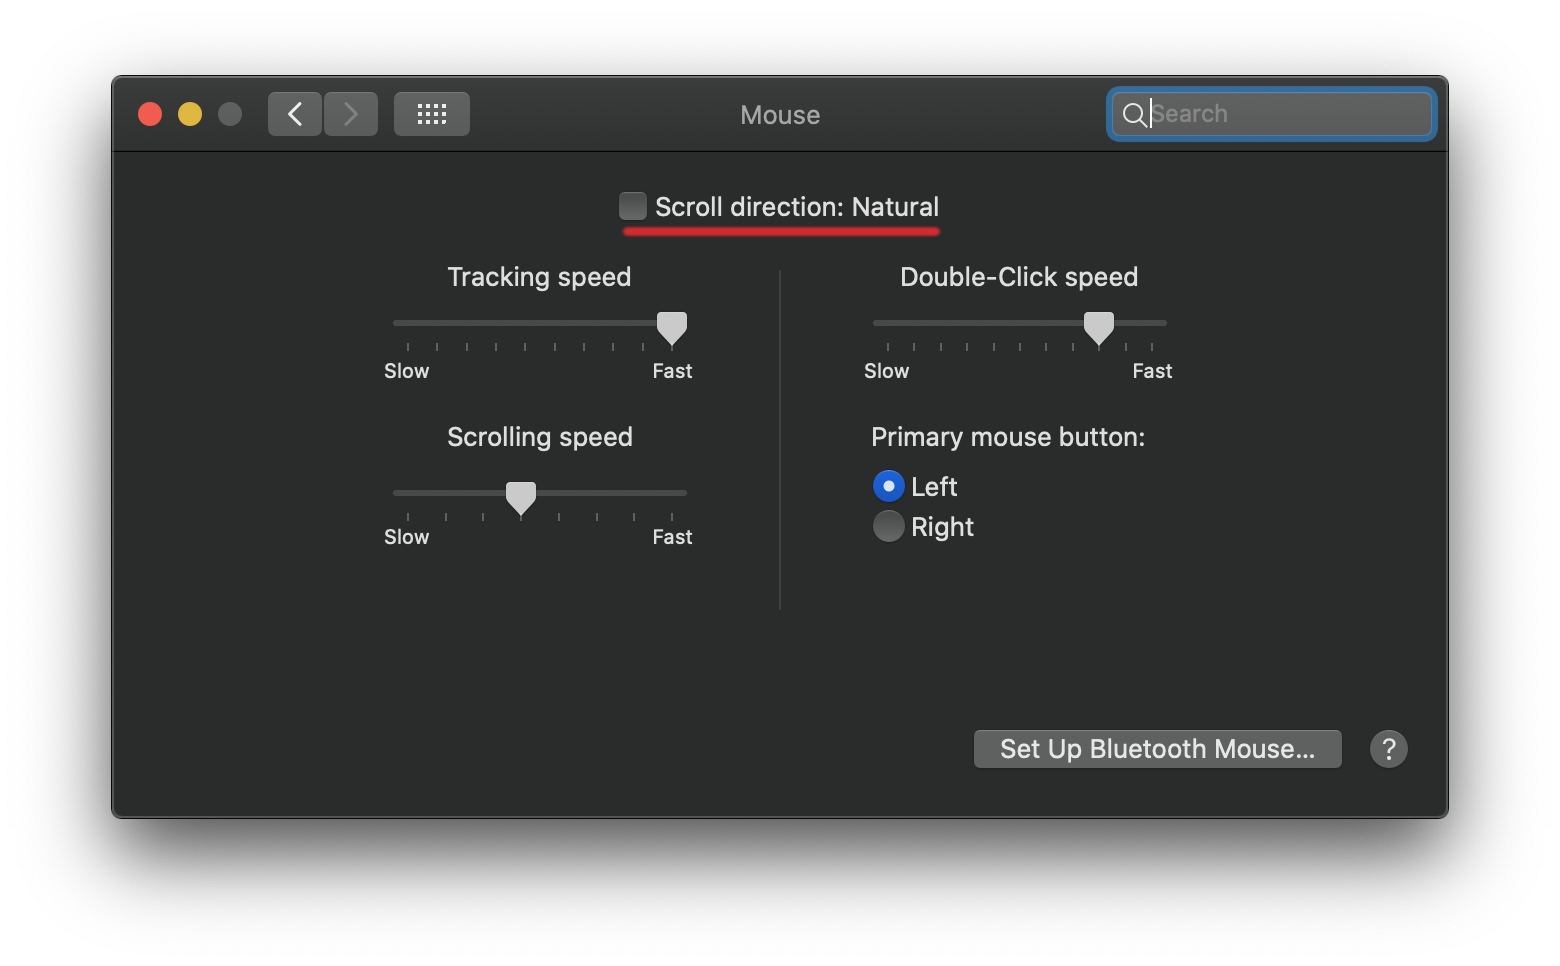 Mouse
Search
Scroll direction: Natural
Tracking speed
Slow
Fast
Double-Click speed
Slow
Fast
Scrolling speed
Slow
Fast
Primary mouse button:
Left
Right
Set Up Bluetooth Mouse...
?